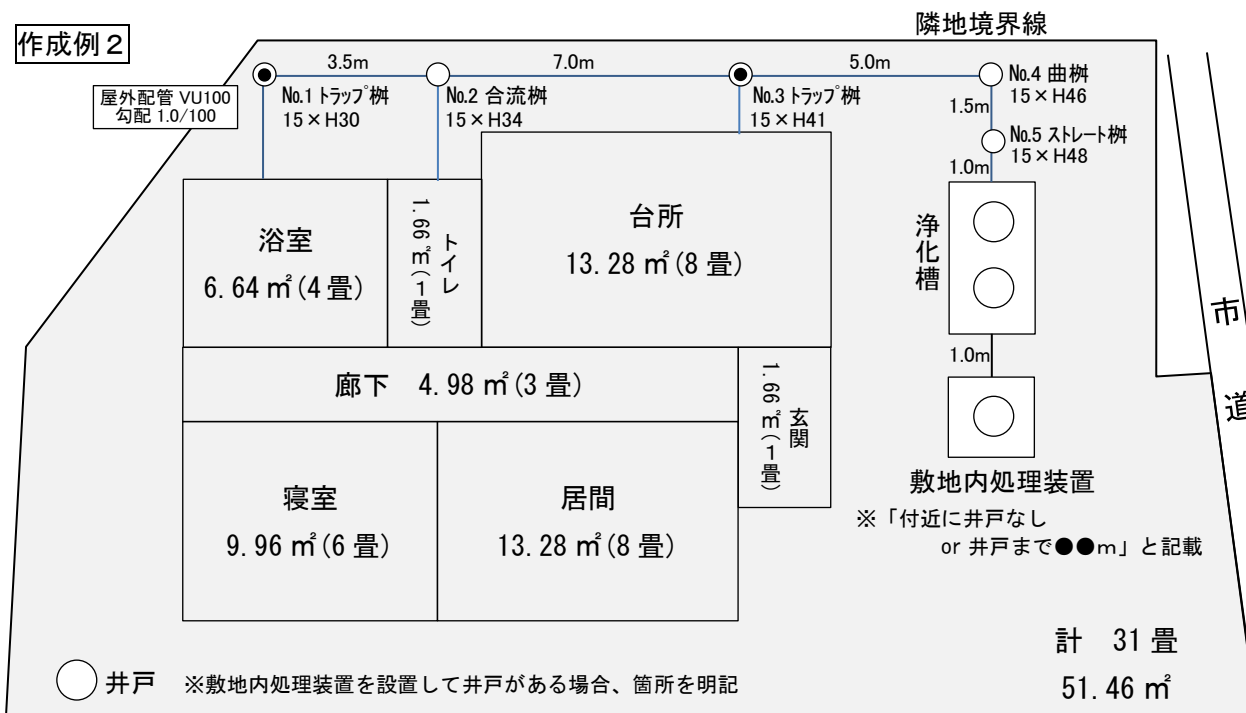 作成例2
隣地境界線
3.5m
7.0m
5.0m
屋外配管 VU100
勾配 1.0/100
No.1 トラップ桝
15×H30
No.2 合流桝
15×H34
No.3 トラップ桝
15×H41
No.4 曲桝
15×H46
1.5m
No.5 ストレート桝
15×H48
1.0m
浴室
6.64㎡(4畳)
トイレ
1.66㎡(1畳)
台所
13.28㎡(8畳)
浄化槽
市道
1.0m
廊下 4.98㎡(3畳)
玄関
1.66㎡(1畳)
寝室
9.96㎡(6畳)
居間
13.28㎡(8畳)
敷地内処理装置
※「付近に井戸なし
or 井戸まで●●m」と記載
計 31畳
51.46㎡
井戸 ※敷地内処理装置を設置して井戸がある場合、箇所を明記